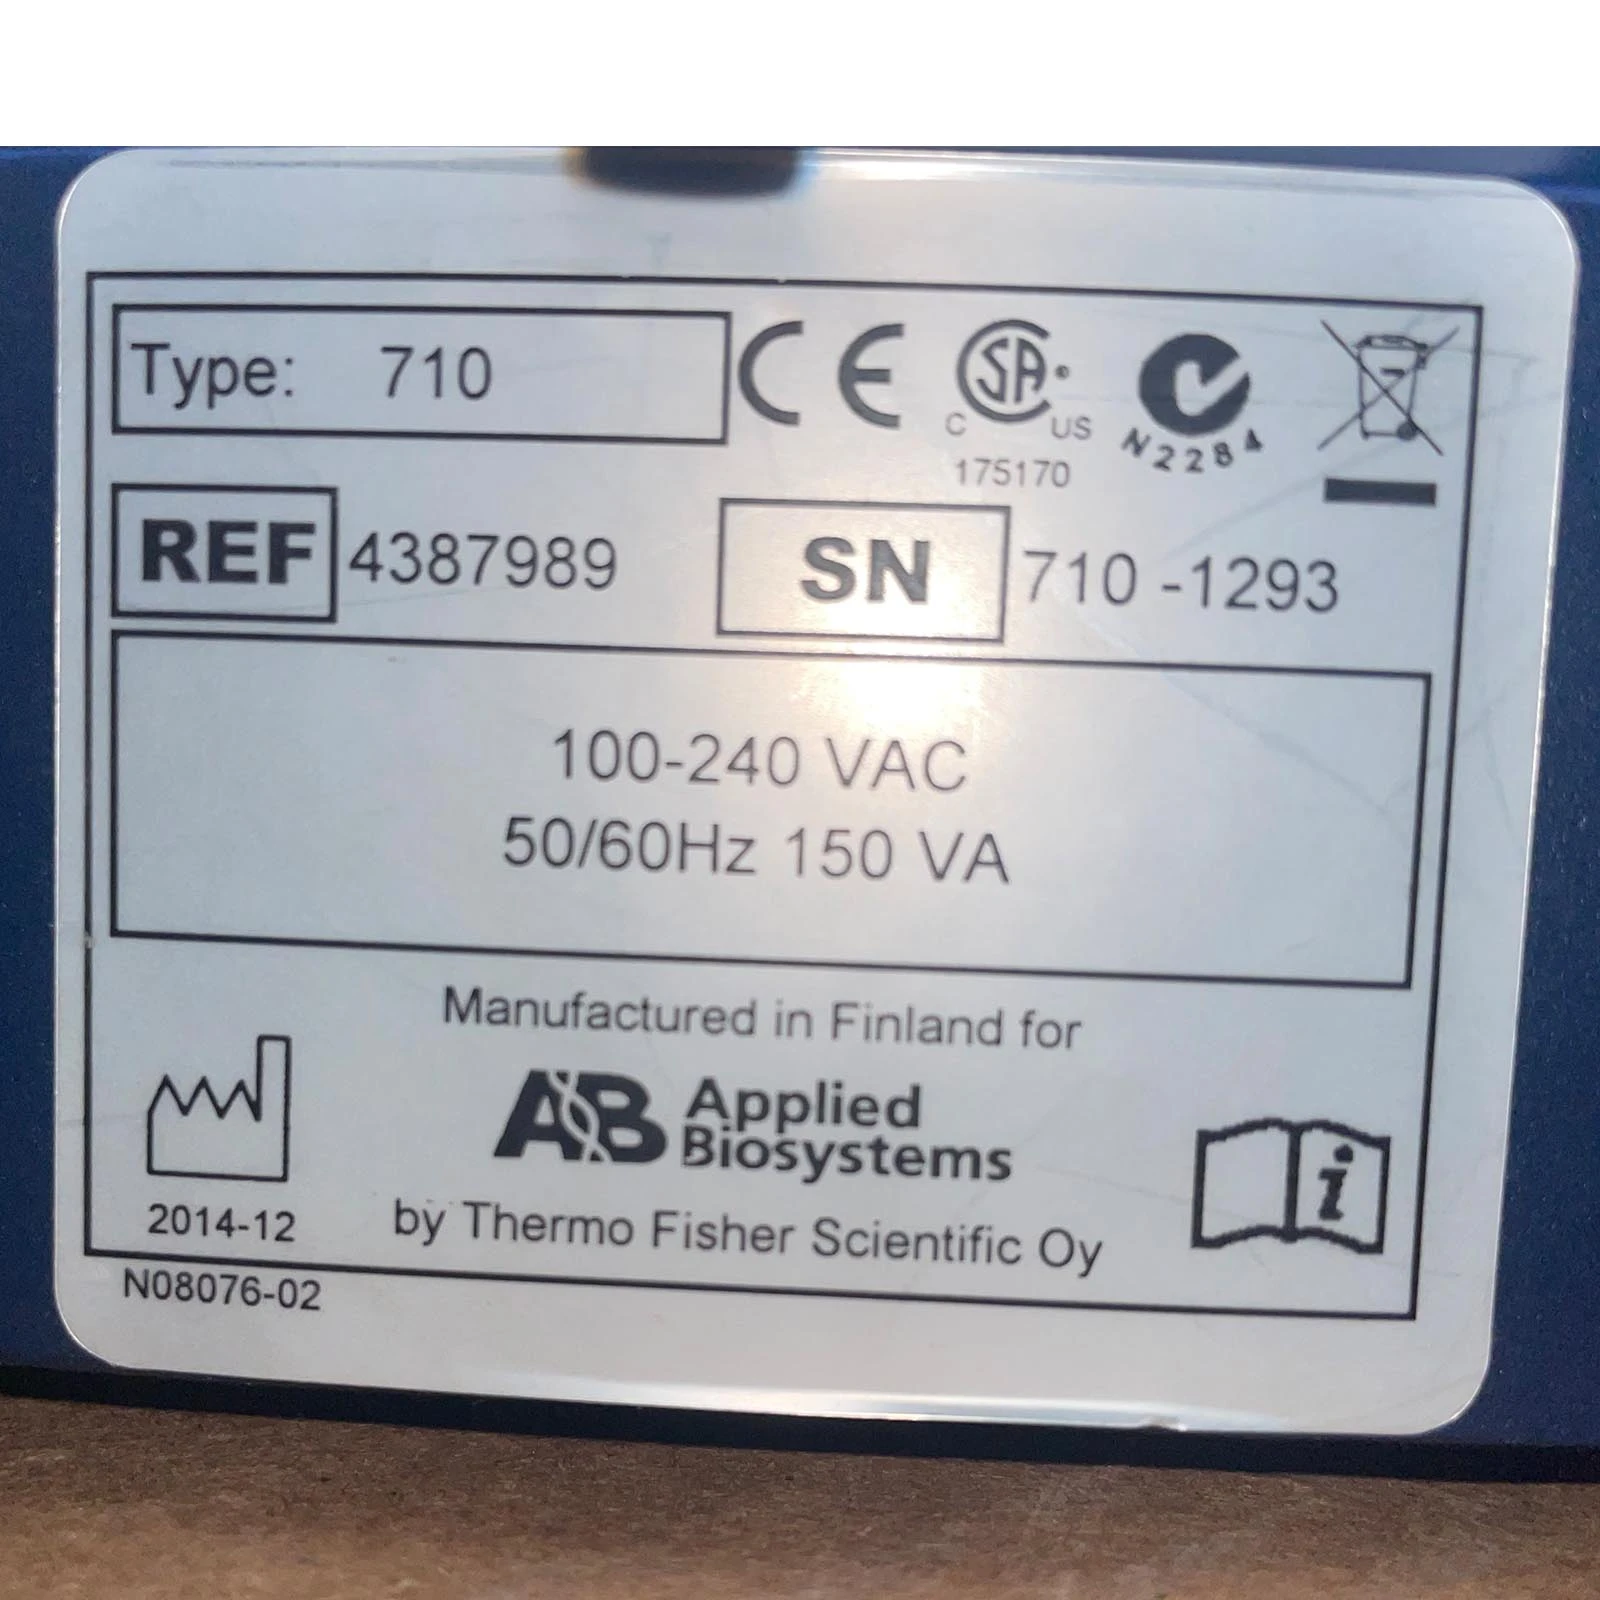 Type: 710
CE
C SA US
175170
N2284
REF 4387989
SN 710 -1293
100-240 VAC
50/60Hz 150 VA
Manufactured in Finland for
AB Applied
Biosystems
by Thermo Fisher Scientific Oy
2014-12
i
N08076-02